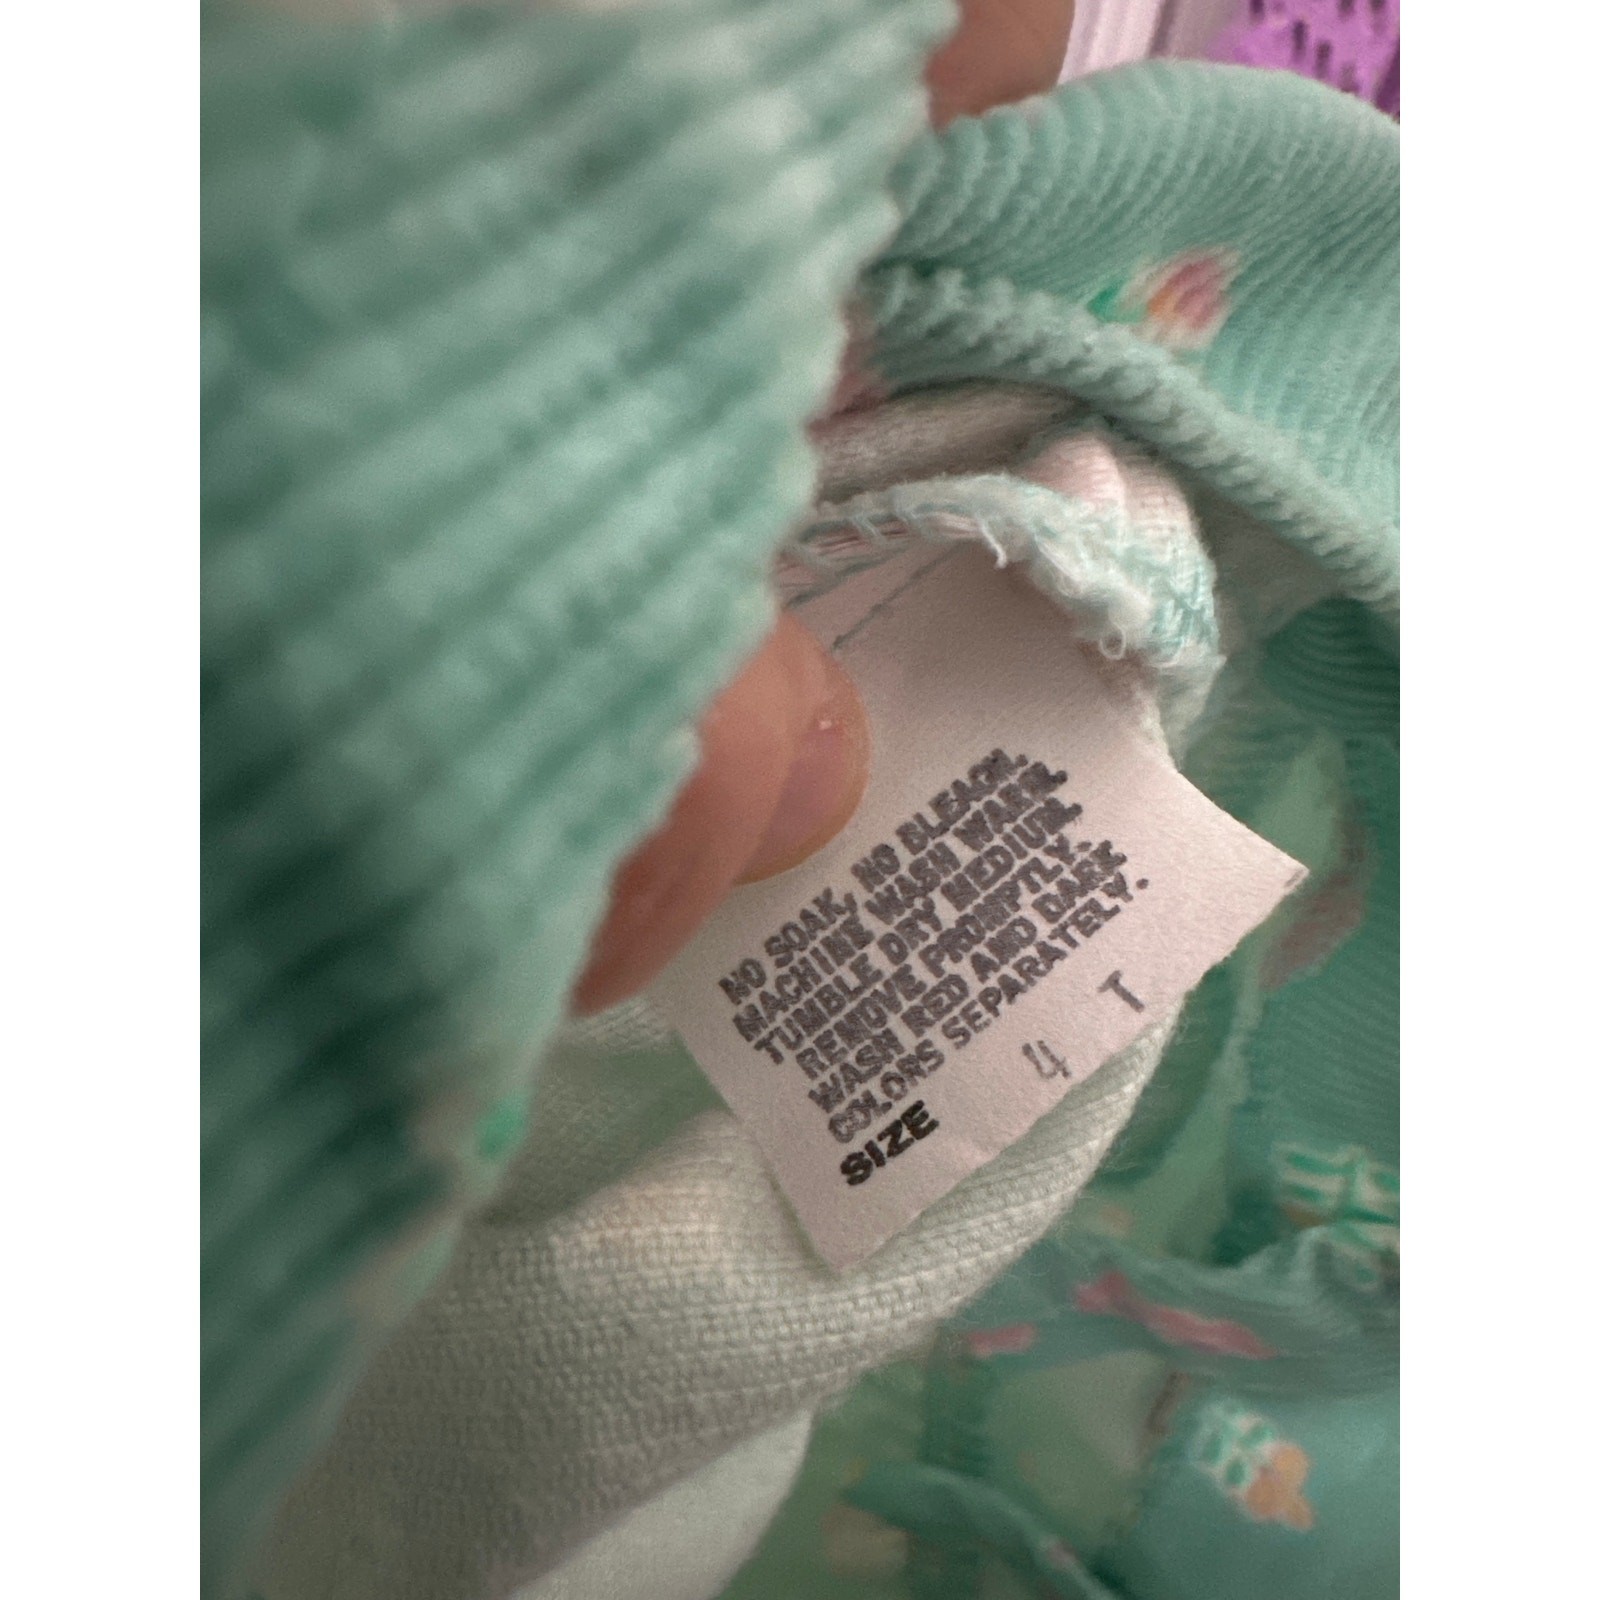 NO SOAK, NO BLEACH.
MACHINE WASH WARM.
TUMBLE DRY MEDIUM.
REMOVE PROMPTLY.
WASH RED AND DARK
COLORS SEPARATELY.
SIZE 4 T